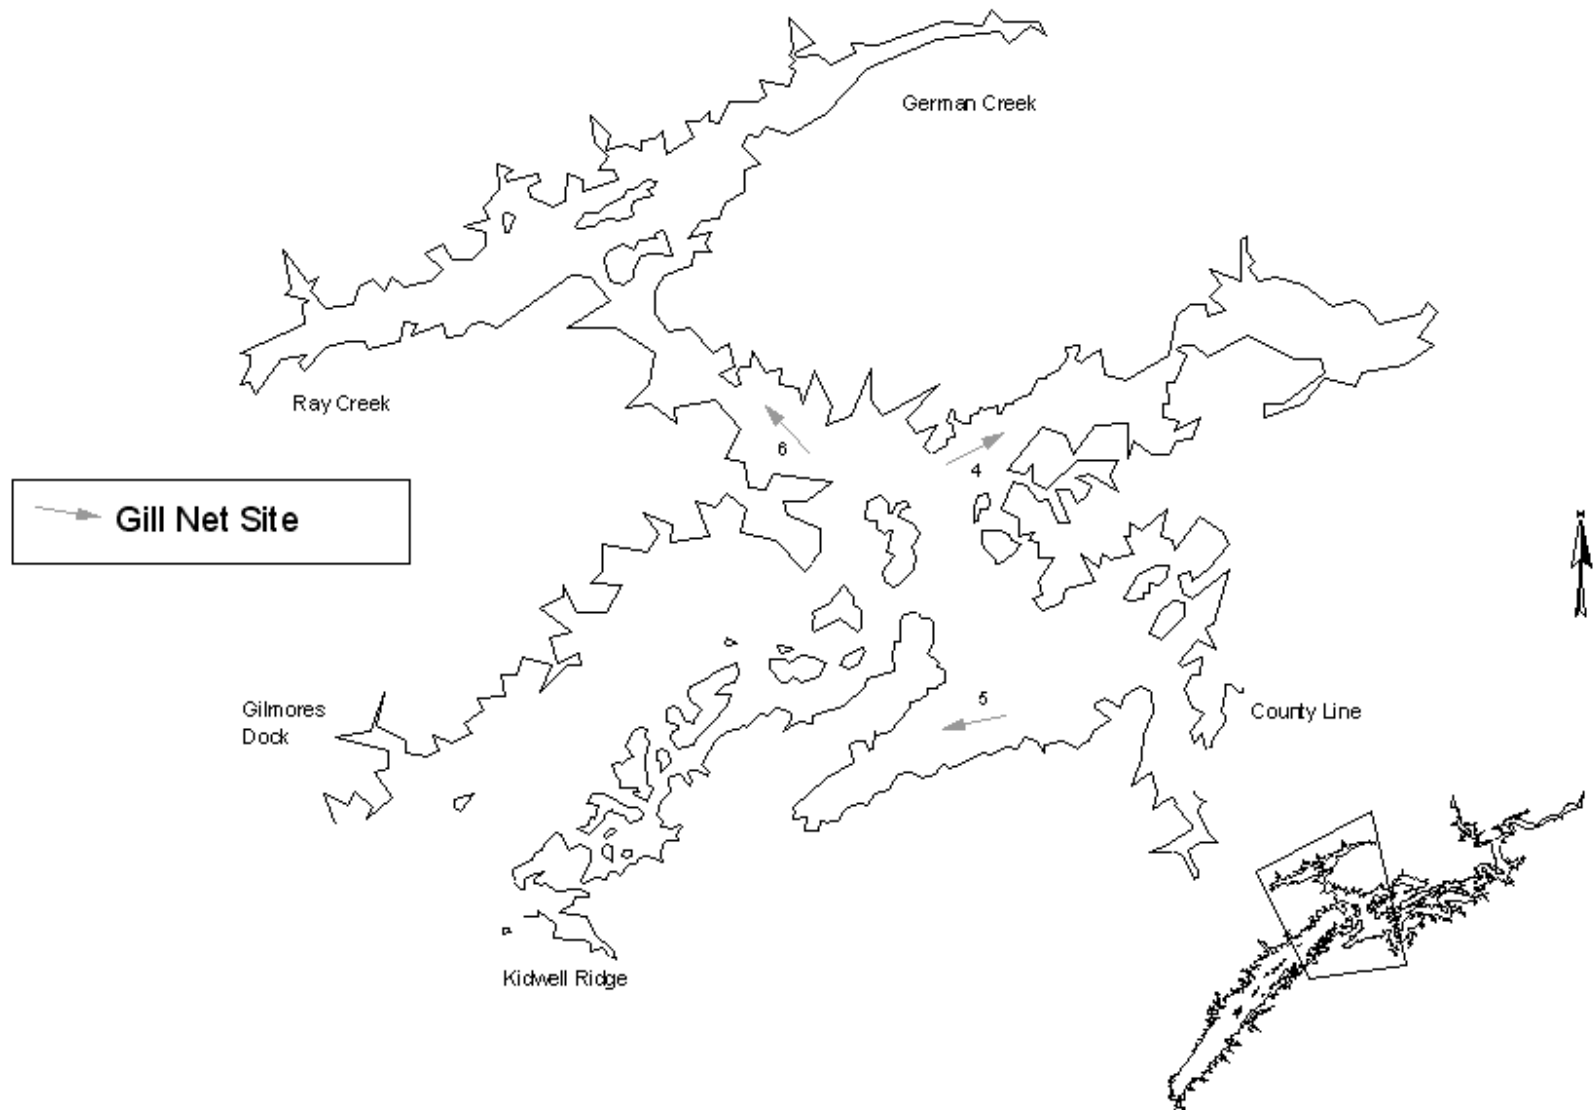 German Creek
Ray Creek
6
4
Gill Net Site
Gilmores
Dock
5
County Line
Kidwell Ridge